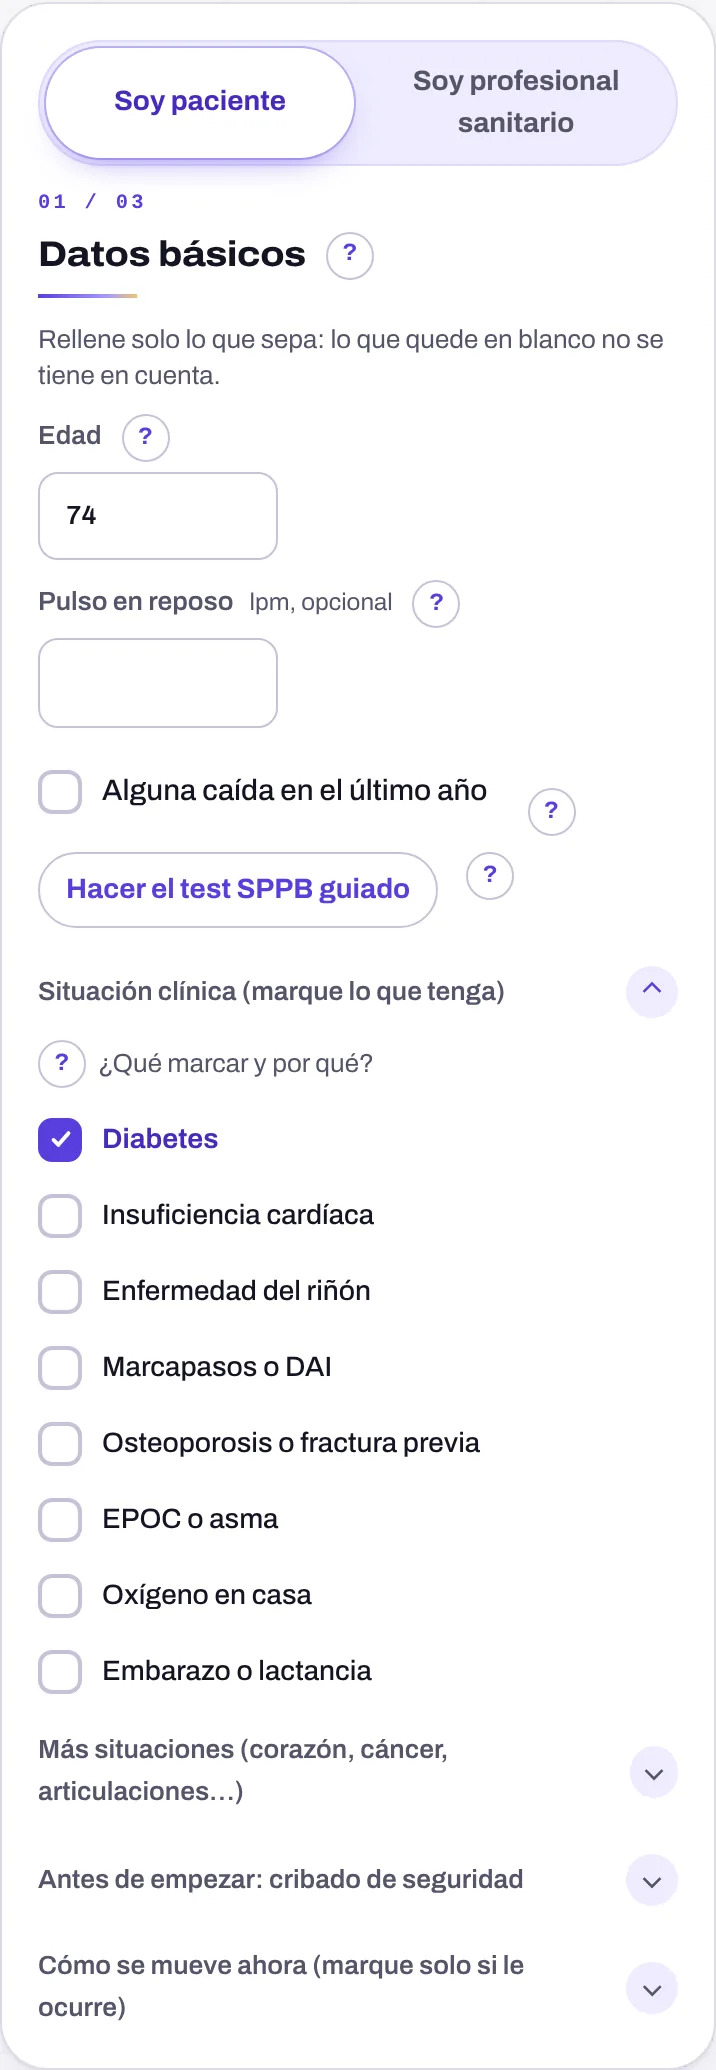 Soy paciente
Soy profesional
sanitario
01 / 03
Datos básicos ?
Rellene solo lo que sepa: lo que quede en blanco no se
tiene en cuenta.
Edad ?
74
Pulso en reposo lpm, opcional ?
Alguna caída en el último año ?
Hacer el test SPPB guiado ?
Situación clínica (marque lo que tenga)
? ¿Qué marcar y por qué?
Diabetes
Insuficiencia cardíaca
Enfermedad del riñón
Marcapasos o DAI
Osteoporosis o fractura previa
EPOC o asma
Oxígeno en casa
Embarazo o lactancia
Más situaciones (corazón, cáncer,
articulaciones...)
Antes de empezar: cribado de seguridad
Cómo se mueve ahora (marque solo si le
ocurre)